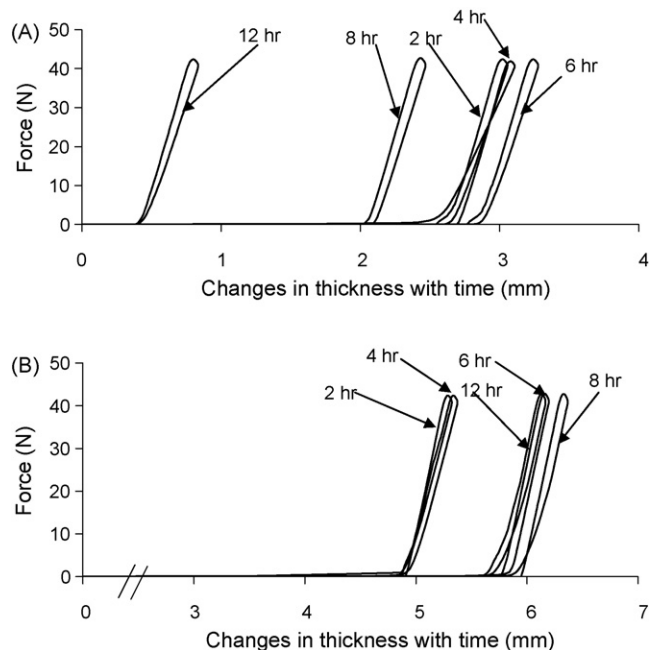 (A)
50
40
30
20
10
0
Force (N)
12 hr
8 hr
2 hr
4 hr
6 hr
0 1 2 3 4
Changes in thickness with time (mm)
(B)
50
40
30
20
10
0
Force (N)
4 hr
2 hr
6 hr
12 hr
8 hr
0 3 4 5 6 7
Changes in thickness with time (mm)